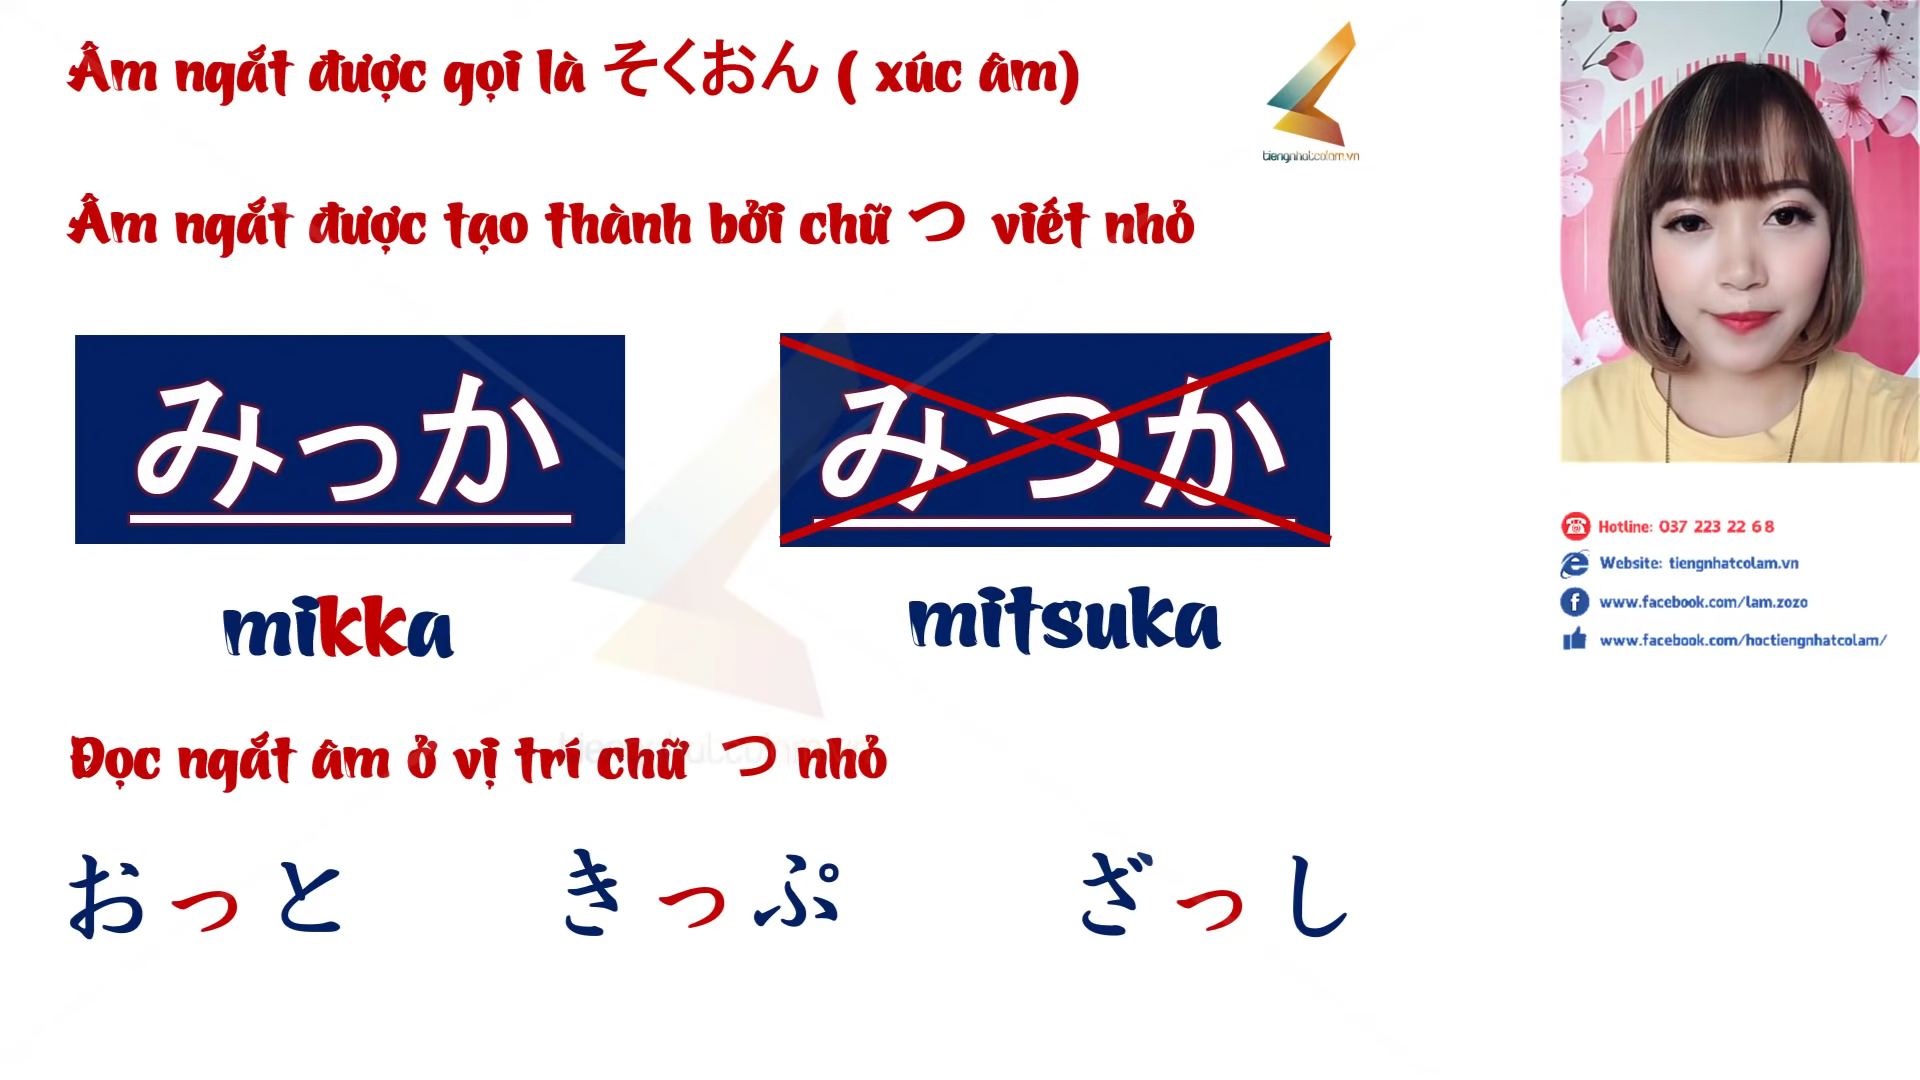 Âm ngắt được gọi là そくおん ( xúc âm)
tiengnhatcolam.vn
Âm ngắt được tạo thành bởi chữ つ viết nhỏ
みっか
みつか
mikka
mitsuka
Đọc ngắt âm ở vị trí chữ つ nhỏ
おっと
きっぷ
ざっし
Hotline: 037 223 22 68
Website: tiengnhatcolam.vn
www.facebook.com/lam.zozo
www.facebook.com/hoctiengnhatcolam/